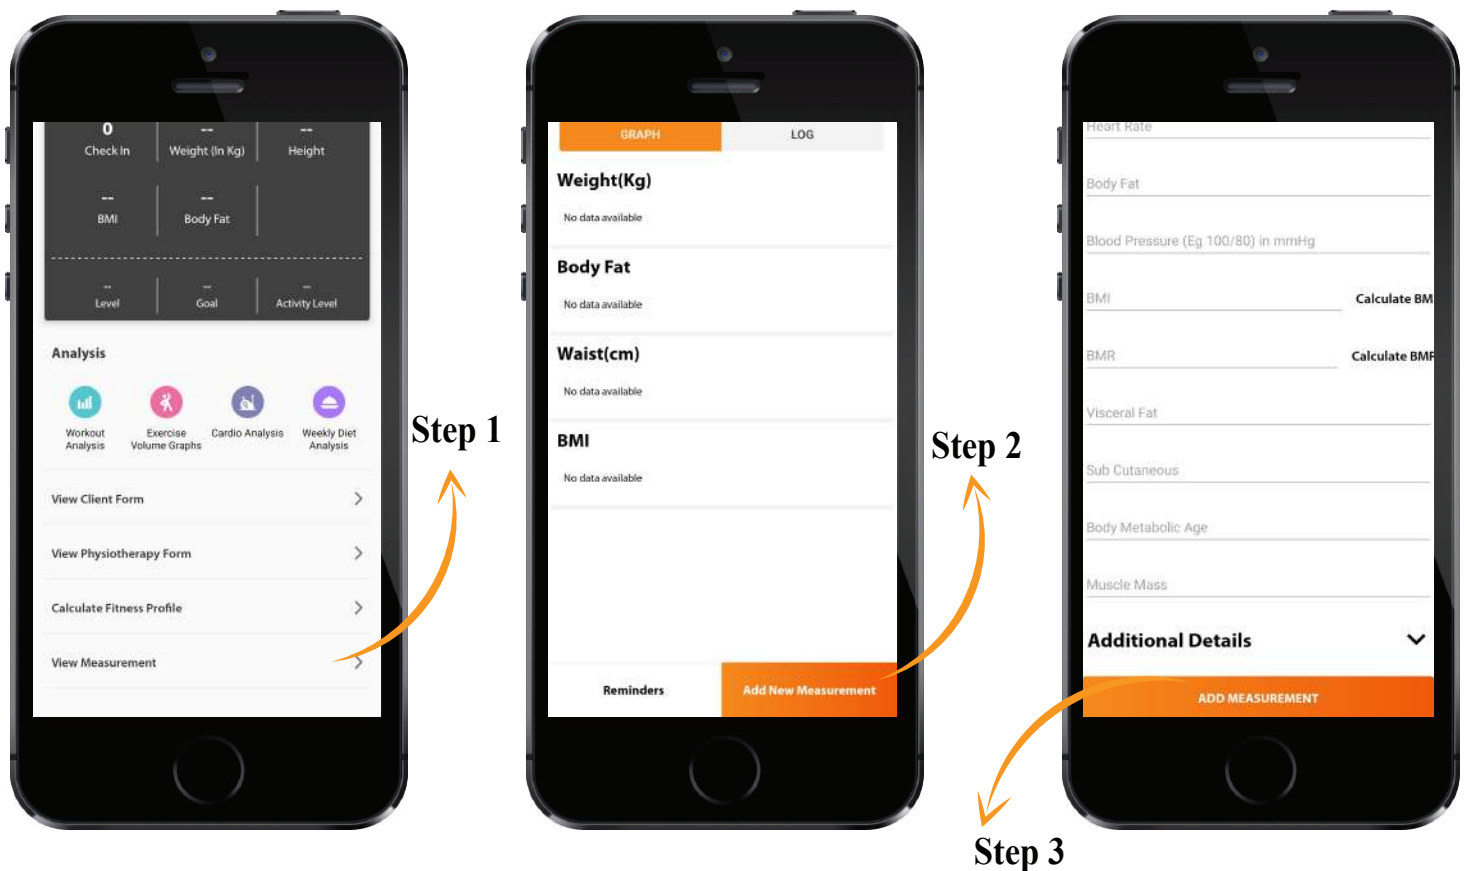 0 -- --
Check In Weight (In Kg) Height
-- --
BMI Body Fat
-- -- --
Level Goal Activity Level
Analysis
Workout Analysis
Exercise Volume Graphs
Cardio Analysis
Weekly Diet Analysis
View Client Form
View Physiotherapy Form
Calculate Fitness Profile
View Measurement
Step 1
GRAPH LOG
Weight(Kg)
No data available
Body Fat
No data available
Waist(cm)
No data available
BMI
No data available
Reminders Add New Measurement
Step 2
Heart Rate
Body Fat
Blood Pressure (Eg 100/80) in mmHg
BMI Calculate BM
BMR Calculate BMR
Visceral Fat
Sub Cutaneous
Body Metabolic Age
Muscle Mass
Additional Details
ADD MEASUREMENT
Step 3